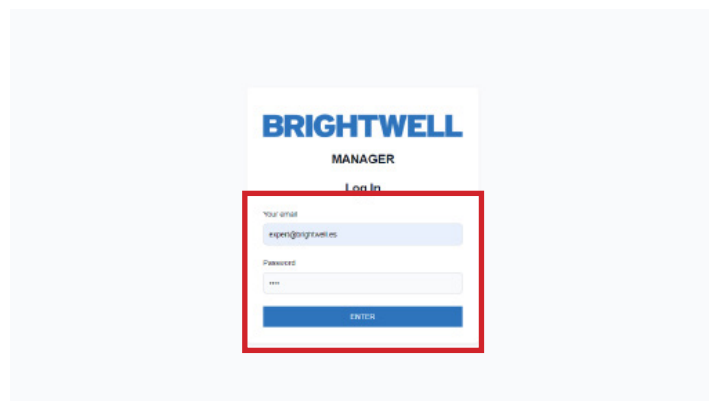 BRIGHTWELL
MANAGER
Log In
Your email
expert@brightwell.es
Password
••••
ENTER